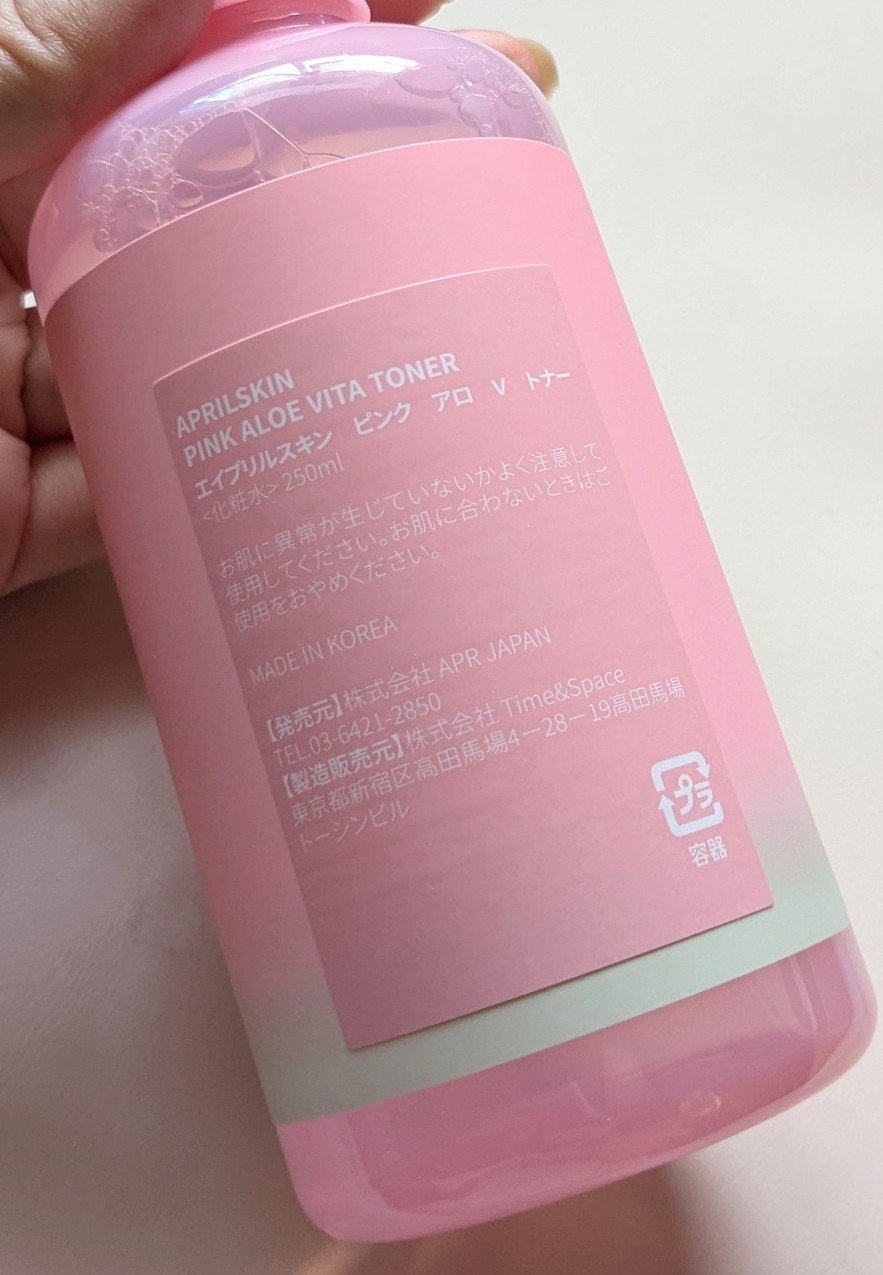 APRILSKIN
PINK ALOE VITA TONER
エイプリルスキン　ピンク　アロ　V　トナー
<化粧水> 250ml
お肌に異常が生じていないかよく注意して
使用してください。お肌に合わないときはご
使用をおやめください。
MADE IN KOREA
【発売元】株式会社 APR JAPAN
TEL.03-6421-2850
【製造販売元】株式会社 Time&Space
東京都新宿区高田馬場4－28－19高田馬場
トーシンビル
プラ
容器